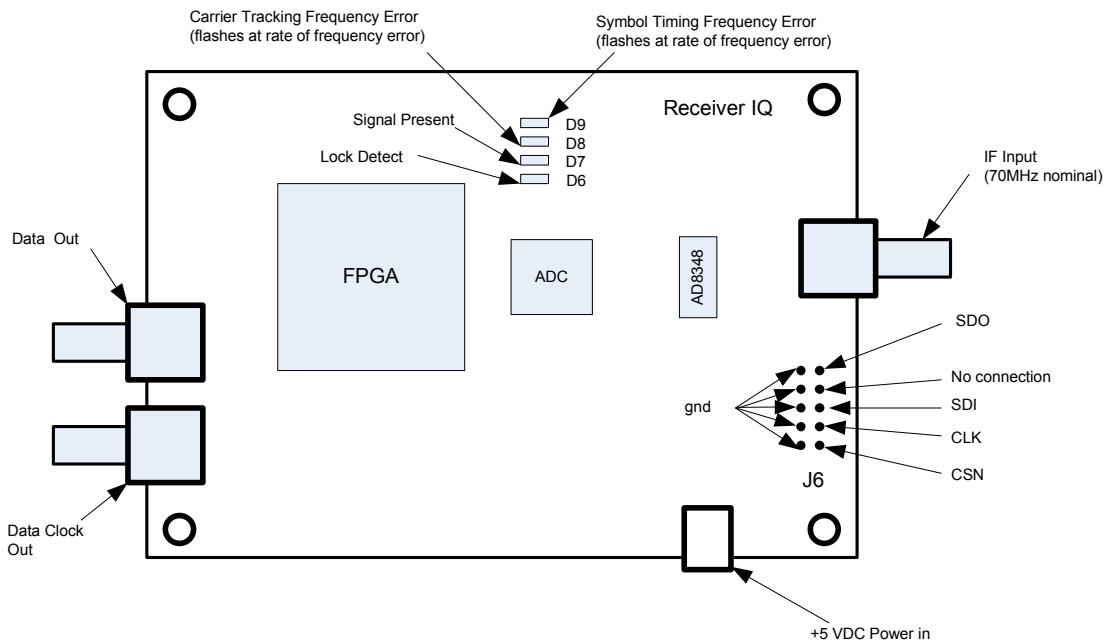 Carrier Tracking Frequency Error
(flashes at rate of frequency error)
Symbol Timing Frequency Error
(flashes at rate of frequency error)
Receiver IQ
D9
Signal Present
D8
D7
Lock Detect
D6
IF Input
(70MHz nominal)
Data Out
FPGA
ADC
AD8348
SDO
No connection
gnd
SDI
CLK
CSN
J6
Data Clock
Out
+5 VDC Power in